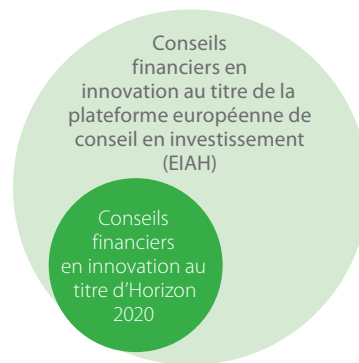 Conseils
financiers en
innovation au titre de la
plateforme européenne de
conseil en investissement
(EIAH)
Conseils
financiers
en innovation au
titre d'Horizon
2020